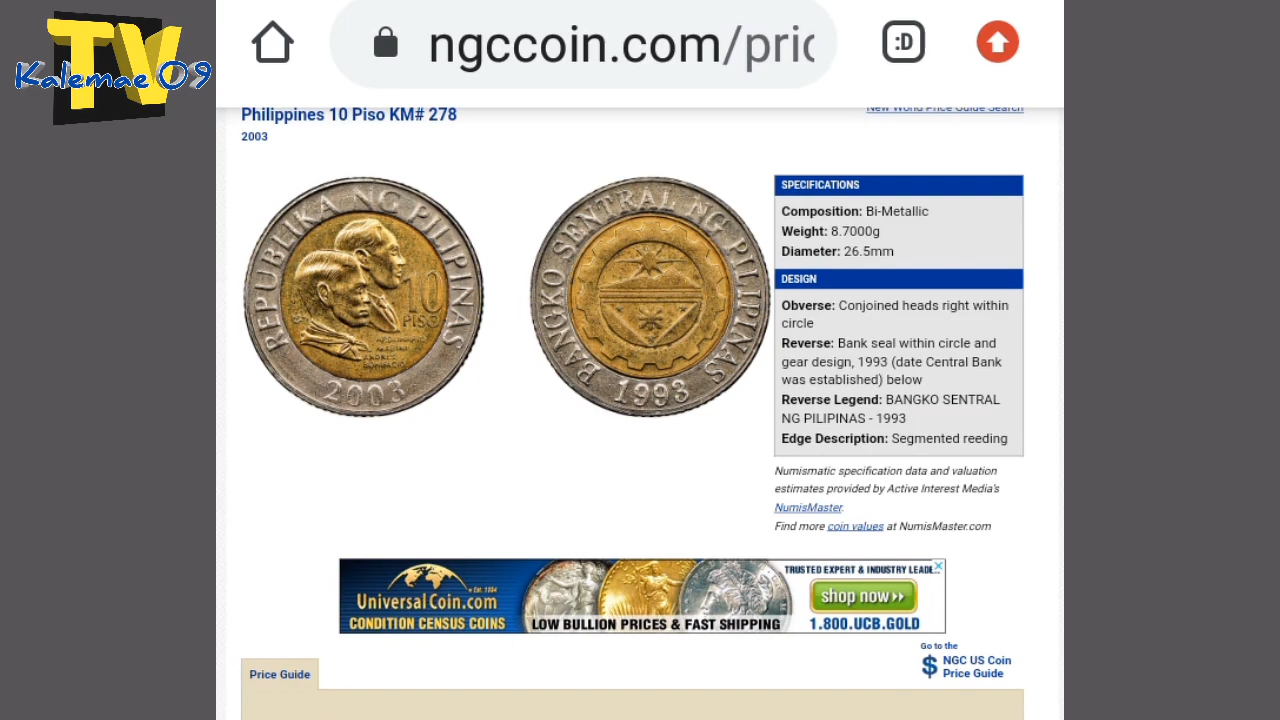 TV
Kalemae 09
ngccoin.com/pric
:D
Philippines 10 Piso KM# 278
New World Price Guide Search
2003
REPUBLIKA NG PILIPINAS
10
PISO
APOLINARIO
MABINI
ANDRES
BONIFACIO
2003
BANGKO SENTRAL NG PILIPINAS
1993
SPECIFICATIONS
Composition: Bi-Metallic
Weight: 8.7000g
Diameter: 26.5mm
DESIGN
Obverse: Conjoined heads right within
circle
Reverse: Bank seal within circle and
gear design, 1993 (date Central Bank
was established) below
Reverse Legend: BANGKO SENTRAL
NG PILIPINAS - 1993
Edge Description: Segmented reeding
Numismatic specification data and valuation
estimates provided by Active Interest Media's
NumisMaster.
Find more coin values at NumisMaster.com
Est. 1994
UniversalCoin.com
CONDITION CENSUS COINS
LOW BULLION PRICES & FAST SHIPPING
TRUSTED EXPERT & INDUSTRY LEADE..
shop now
1.800.UCB.GOLD
Go to the
$ NGC US Coin
Price Guide
Price Guide